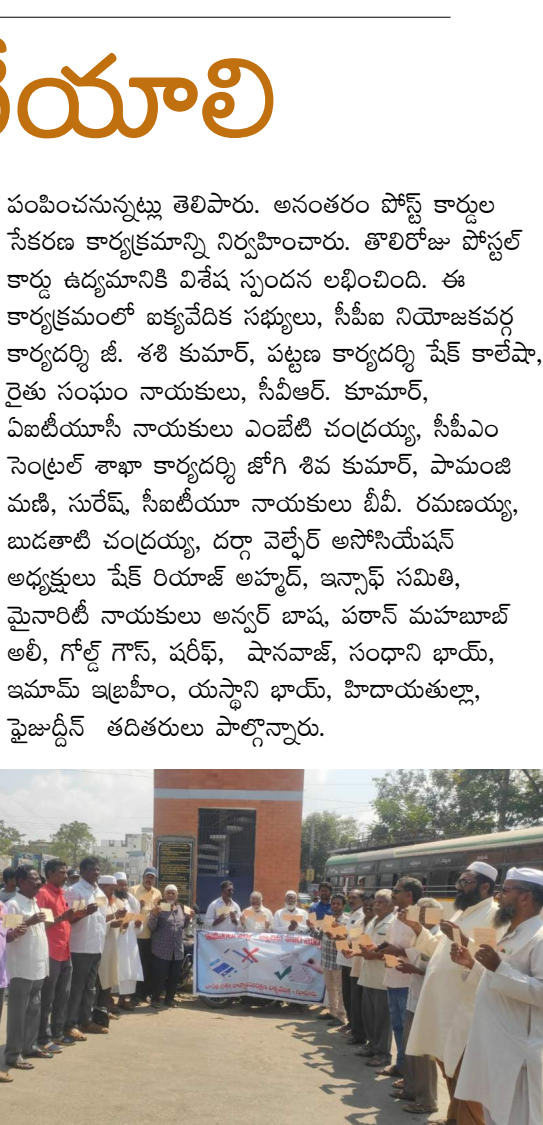 తీయాలి
పంపించనున్నట్లు తెలిపారు. అనంతరం పోస్ట్ కార్డుల
సేకరణ కార్యక్రమాన్ని నిర్వహించారు. తొలిరోజు పోస్టల్
కార్డు ఉద్యమానికి విశేష స్పందన లభించింది. ఈ
కార్యక్రమంలో ఐక్యవేదిక సభ్యులు, సీపీఐ నియోజకవర్గ
కార్యదర్శి జీ. శశి కుమార్, పట్టణ కార్యదర్శి షేక్ కాలేషా,
రైతు సంఘం నాయకులు, సీవీఆర్. కూమార్,
ఏఐటీయూసీ నాయకులు ఎంబేటి చంద్రయ్య, సీపీఎం
సెంట్రల్ శాఖా కార్యదర్శి జోగి శివ కుమార్, పామంజి
మణి, సురేష్, సీఐటీయూ నాయకులు బీవీ. రమణయ్య,
బుడతాటి చంద్రయ్య, దర్గా వెల్ఫేర్ అసోసియేషన్
అధ్యక్షులు షేక్ రియాజ్ అహ్మద్, ఇన్సాఫ్ సమితి,
మైనారిటీ నాయకులు అన్వర్ బాష, పఠాన్ మహబూబ్
అలీ, గోల్డ్ గౌస్, షరీఫ్, షానవాజ్, సంధాని భాయ్,
ఇమామ్ ఇబ్రహీం, యస్థాని భాయ్, హిదాయతుల్లా,
ఫైజుద్దీన్ తదితరులు పాల్గొన్నారు.